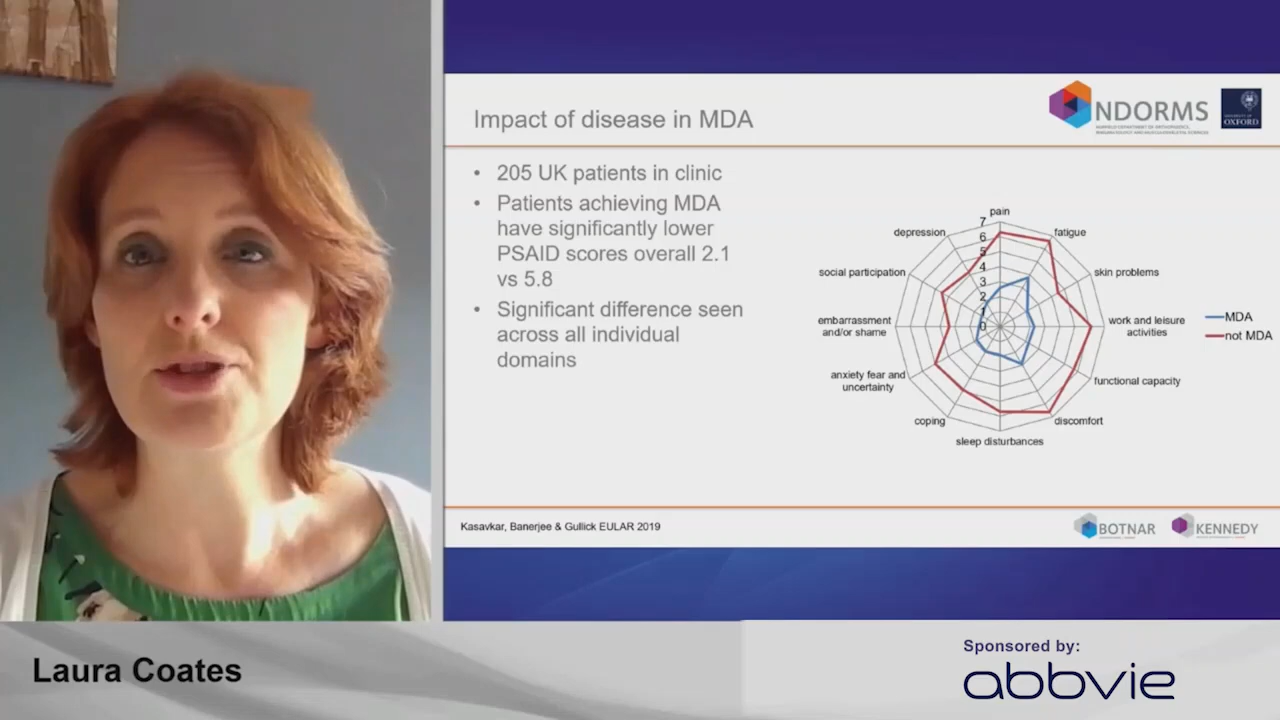 Impact of disease in MDA
NDORMS
UNIVERSITY OF
OXFORD
• 205 UK patients in clinic
• Patients achieving MDA
have significantly lower
PSAID scores overall 2.1
vs 5.8
• Significant difference seen
across all individual
domains
pain
fatigue
skin problems
work and leisure
activities
functional capacity
discomfort
sleep disturbances
coping
anxiety fear and
uncertainty
embarrassment
and/or shame
social participation
depression
7
6
5
4
3
2
1
0
MDA
not MDA
Kasavkar, Banerjee & Gullick EULAR 2019
BOTNAR
KENNEDY
Laura Coates
Sponsored by:
abbvie